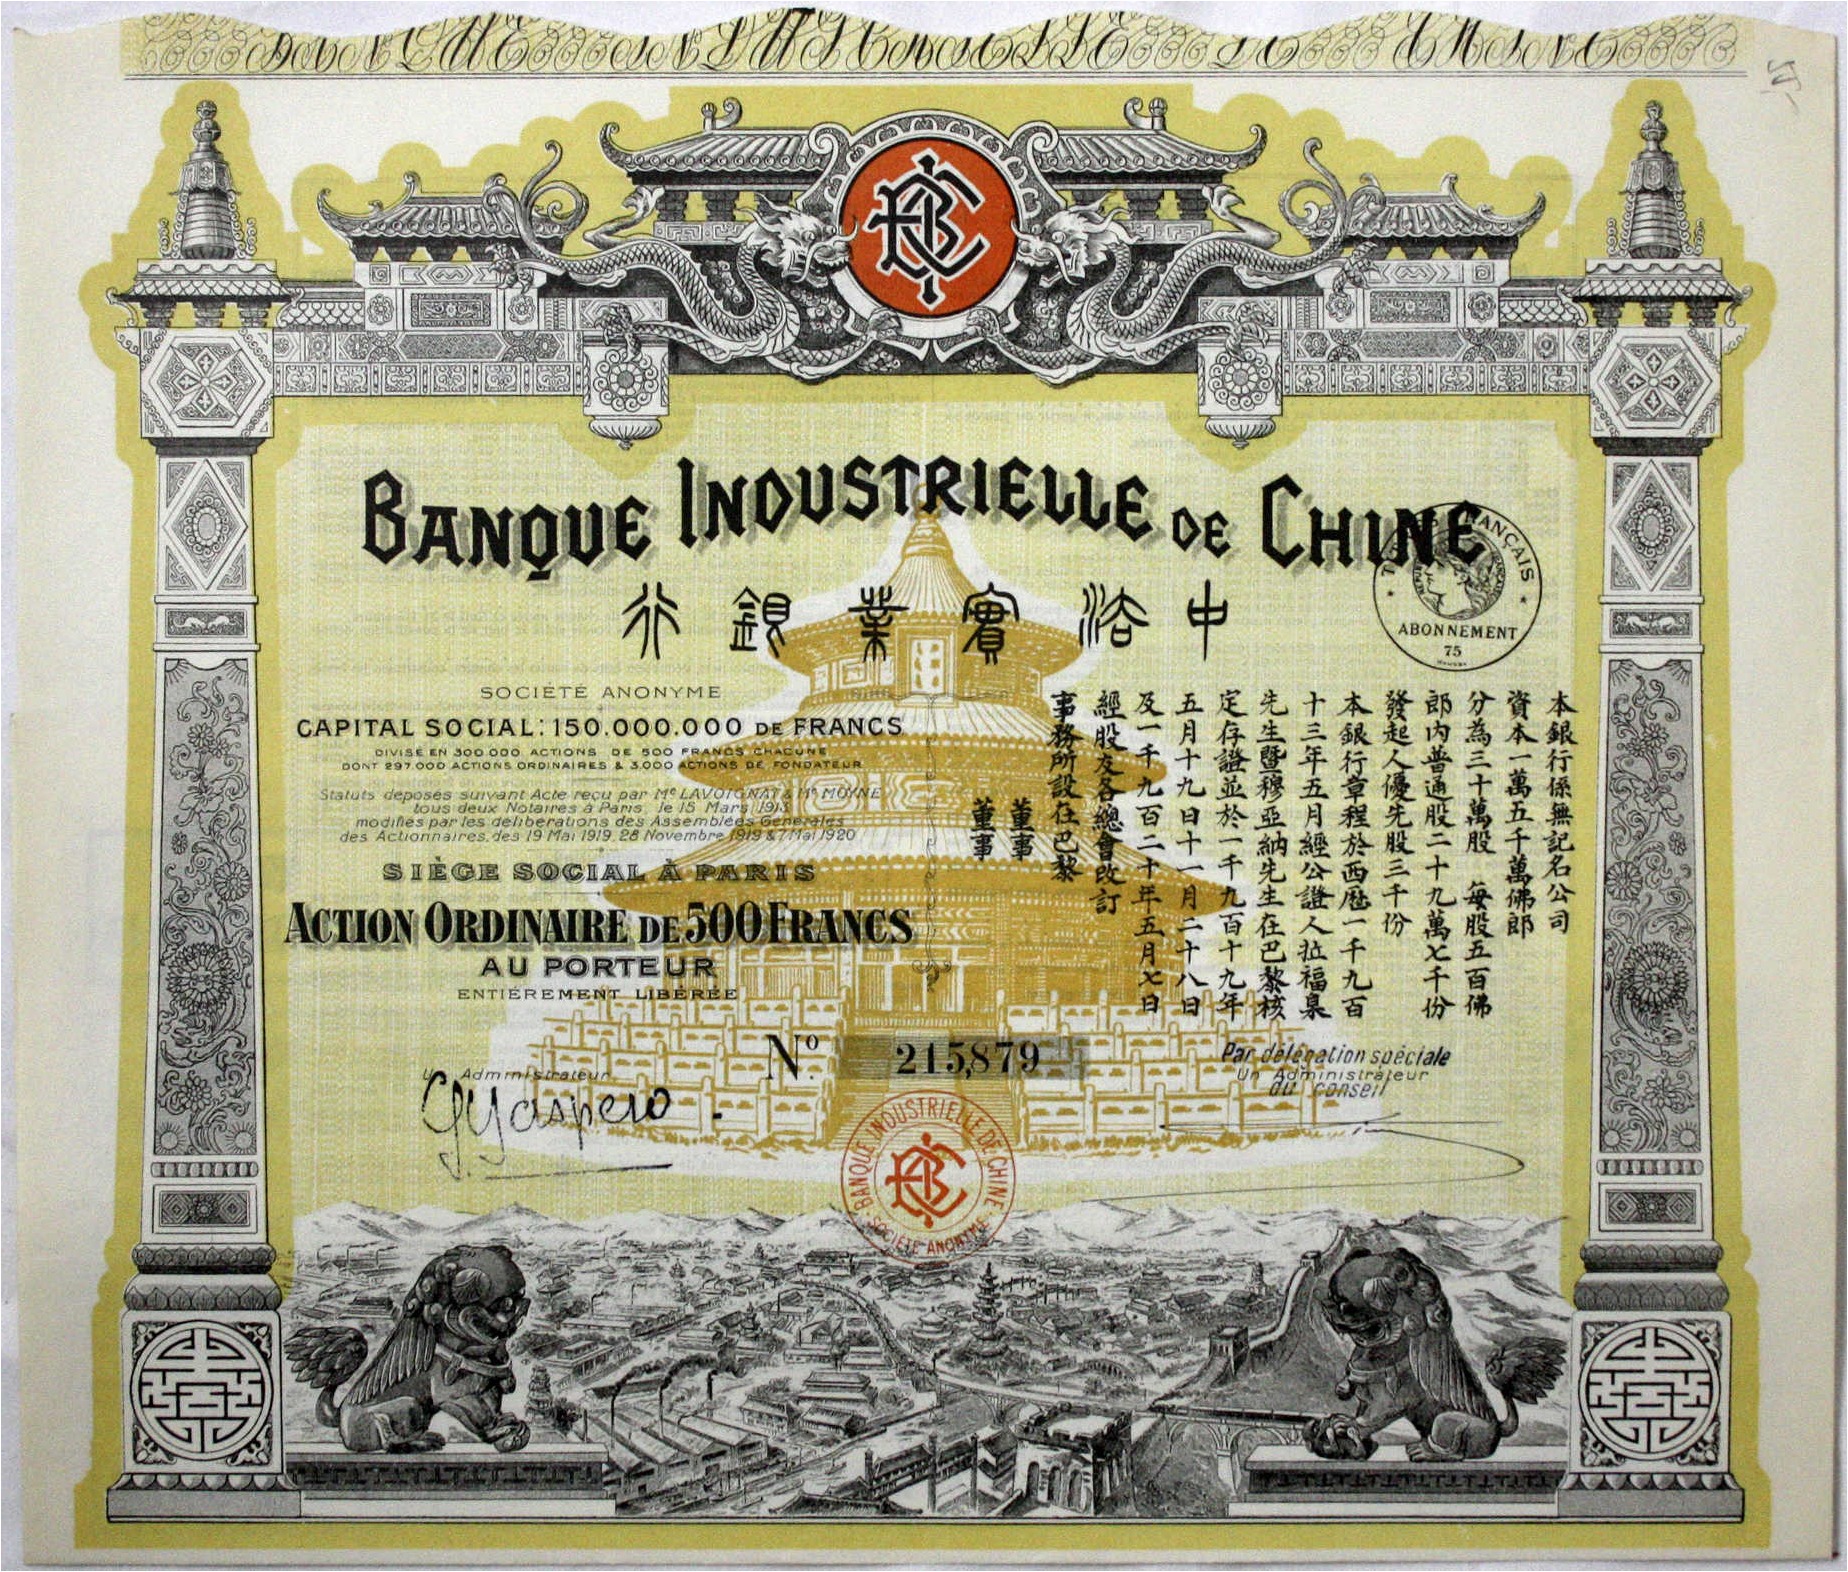 BANQUE INDUSTRIELLE DE CHINE
BANQUE INDUSTRIELLE DE CHINE
中法實業銀行
FRANÇAIS
ABONNEMENT
75
SOCIÉTÉ ANONYME
CAPITAL SOCIAL: 150.000.000 DE FRANCS
DIVISÉ EN 300.000 ACTIONS DE 500 FRANCS CHACUNE
DONT 297.000 ACTIONS ORDINAIRES & 3.000 ACTIONS DE FONDATEUR
Statuts déposés suivant Acte reçu par Me LAVOIGNAT & Me MOYNE
tous deux Notaires à Paris, le 15 Mars 1913
modifiés par les délibérations des Assemblées Générales
des Actionnaires, des 19 Mai 1919, 28 Novembre 1919 & 7 Mai 1920
SIÈGE SOCIAL À PARIS
ACTION ORDINAIRE DE 500 FRANCS
AU PORTEUR
ENTIÈREMENT LIBÉRÉE
本銀行係無記名公司
資本一萬五千萬佛郎
分為三十萬股 每股五百佛
郎內普通股二十九萬七千份
發起人優先股三千份
本銀行章程於西歷一千九百
十三年五月經公證人拉福臬
先生暨穆亞納先生在巴黎核
定存證並於一千九百十九年
五月十九日十一月二十八日
及一千九百二十年五月七日
經股友各總會改訂
事務所設在巴黎
董事
董事
No. 215,879
Un Administrateur
Par délégation spéciale
Un Administrateur
du conseil
BANQUE INDUSTRIELLE DE CHINE
SOCIÉTÉ ANONYME